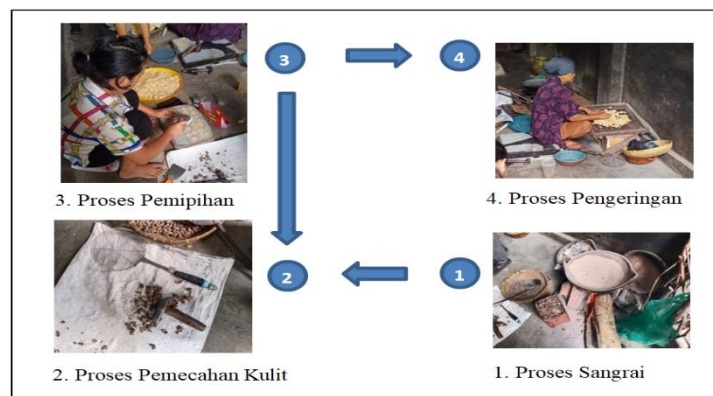 3
4
3. Proses Pemipihan
4. Proses Pengeringan
2
1
2. Proses Pemecahan Kulit
1. Proses Sangrai